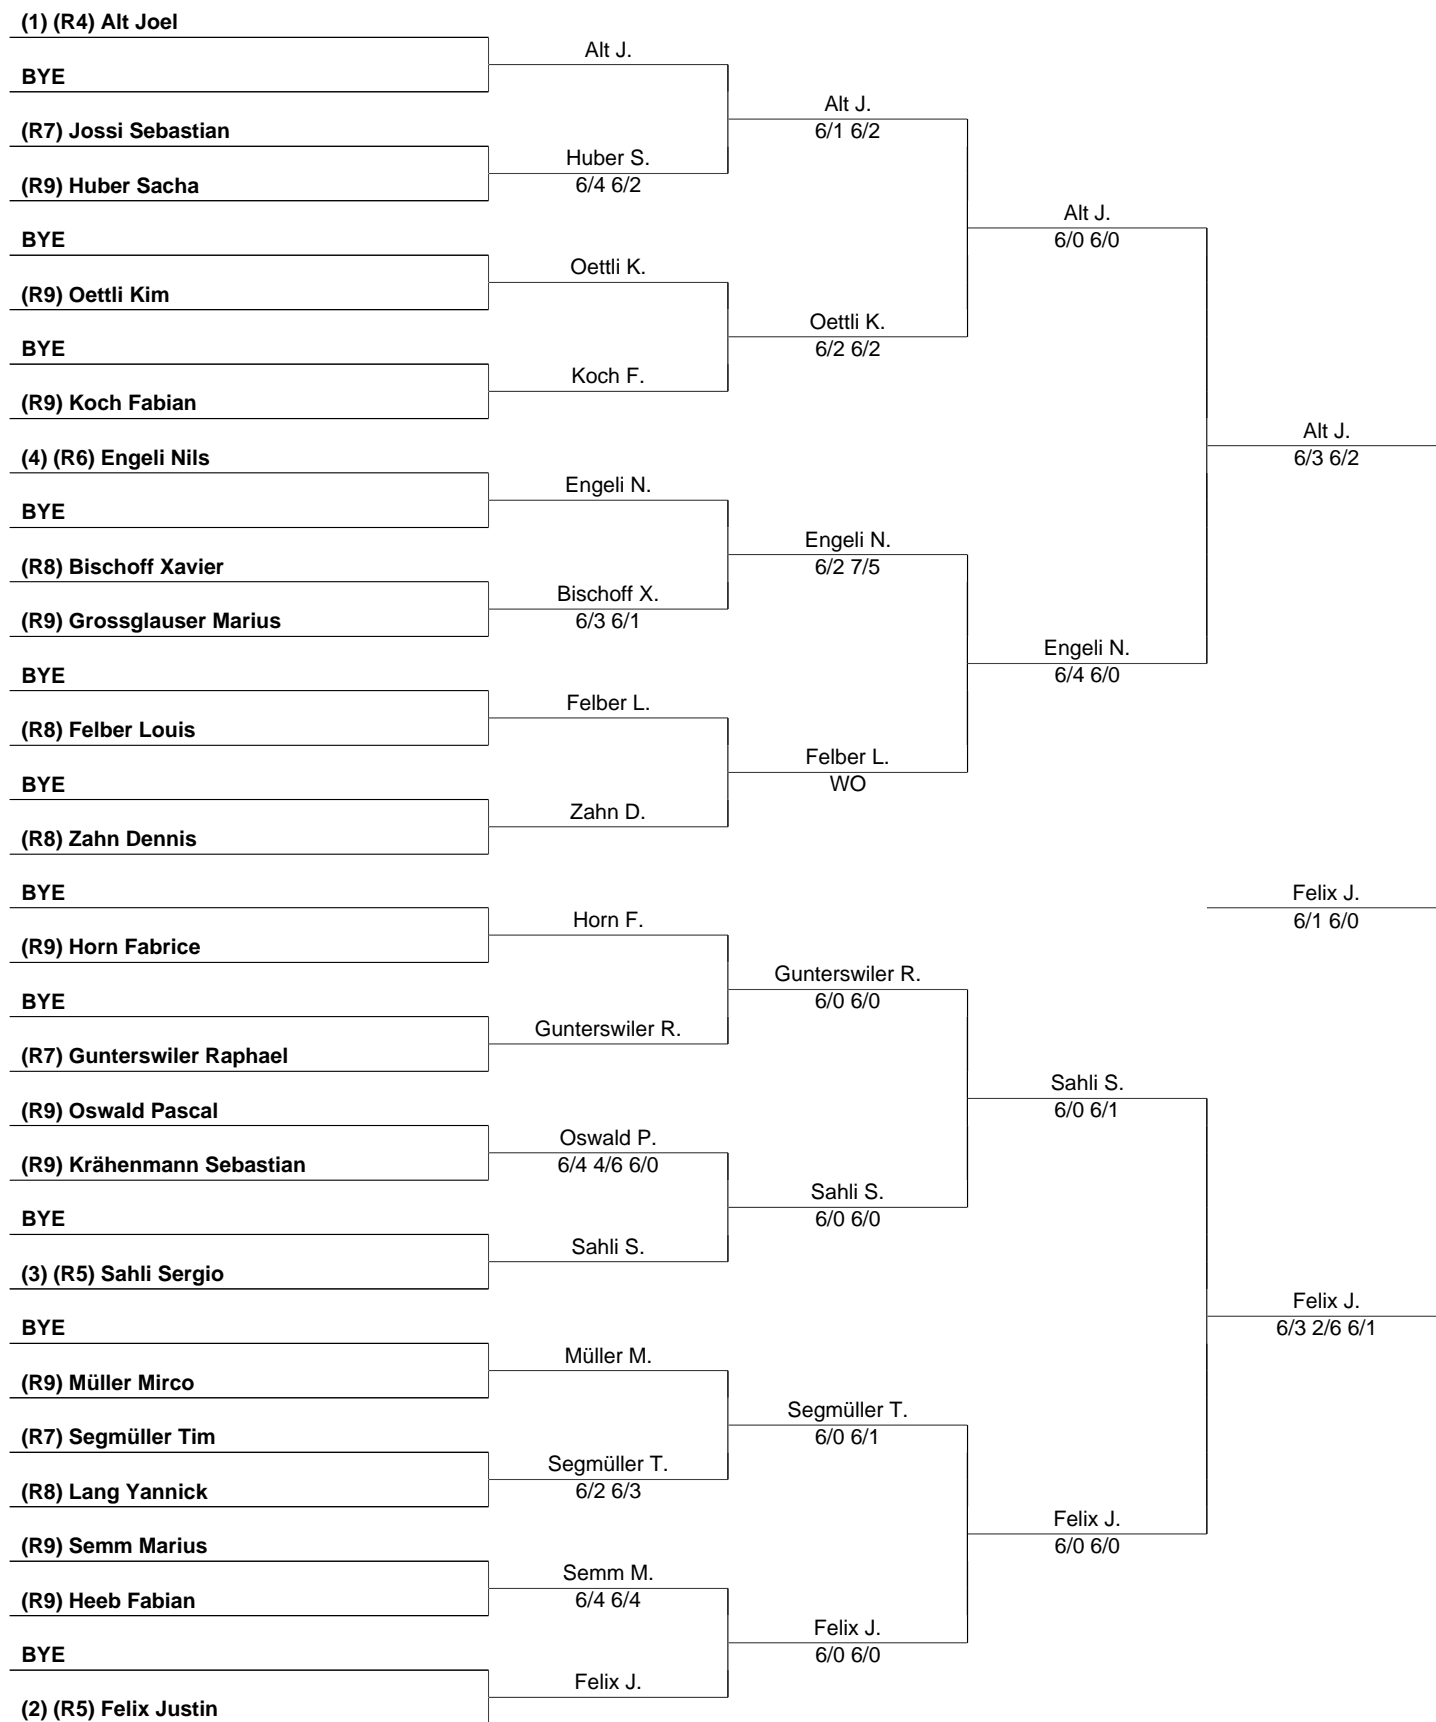 (1) (R4) Alt Joel
BYE
(R7) Jossi Sebastian
(R9) Huber Sacha
BYE
(R9) Oettli Kim
BYE
(R9) Koch Fabian
(4) (R6) Engeli Nils
BYE
(R8) Bischoff Xavier
(R9) Grossglauser Marius
BYE
(R8) Felber Louis
BYE
(R8) Zahn Dennis
BYE
(R9) Horn Fabrice
BYE
(R7) Gunterswiler Raphael
(R9) Oswald Pascal
(R9) Krähenmann Sebastian
BYE
(3) (R5) Sahli Sergio
BYE
(R9) Müller Mirco
(R7) Segmüller Tim
(R8) Lang Yannick
(R9) Semm Marius
(R9) Heeb Fabian
BYE
(2) (R5) Felix Justin
Alt J.
Huber S.
6/4 6/2
Oettli K.
Koch F.
Engeli N.
Bischoff X.
6/3 6/1
Felber L.
Zahn D.
Horn F.
Gunterswiler R.
Oswald P.
6/4 4/6 6/0
Sahli S.
Müller M.
Segmüller T.
6/2 6/3
Semm M.
6/4 6/4
Felix J.
Alt J.
6/1 6/2
Oettli K.
6/2 6/2
Engeli N.
6/2 7/5
Felber L.
WO
Gunterswiler R.
6/0 6/0
Sahli S.
6/0 6/0
Segmüller T.
6/0 6/1
Felix J.
6/0 6/0
Alt J.
6/0 6/0
Engeli N.
6/4 6/0
Sahli S.
6/0 6/1
Felix J.
6/0 6/0
Alt J.
6/3 6/2
Felix J.
6/1 6/0
Felix J.
6/3 2/6 6/1